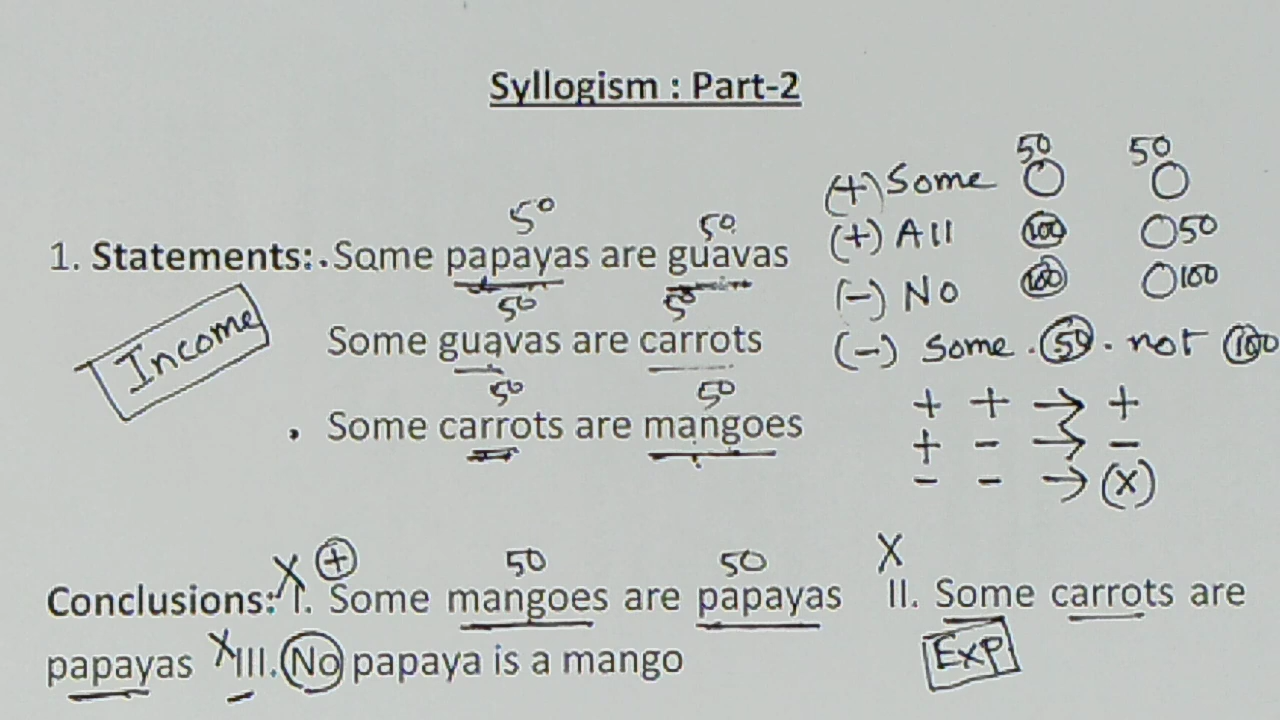 Syllogism : Part-2
50 50
(+) Some 50 50
1. Statements: Some papayas are guavas
(+) All 100 50
50 50
(-) No 100 100
Income
Some guavas are carrots
(-) Some 50 not 100
50 50
+ + → +
Some carrots are mangoes
+ - → -
- - → (x)
X + 50 50 X
Conclusions: I. Some mangoes are papayas II. Some carrots are
papayas X III. No papaya is a mango
Exp